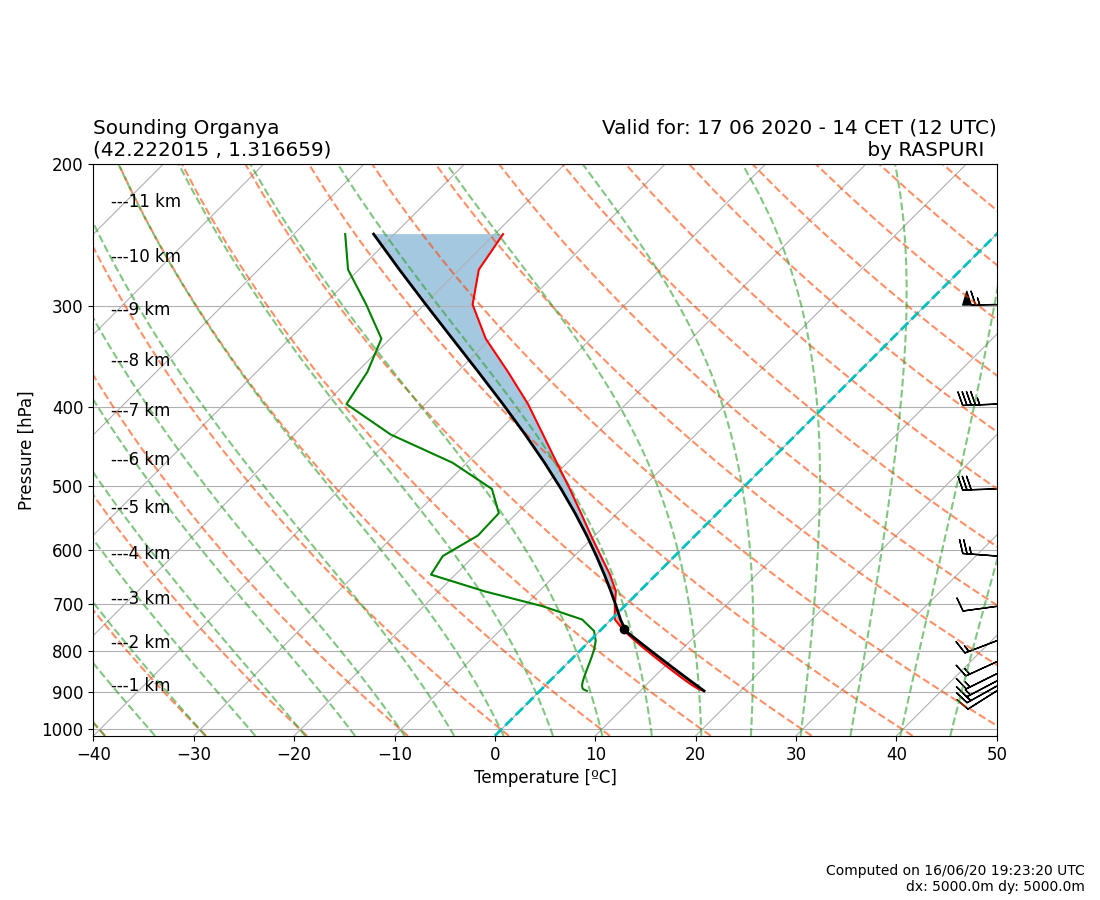 Sounding Organya
(42.222015 , 1.316659)
Valid for: 17 06 2020 - 14 CET (12 UTC)
by RASPURI
200
300
400
500
600
700
800
900
1000
Pressure [hPa]
---11 km
---10 km
---9 km
---8 km
---7 km
---6 km
---5 km
---4 km
---3 km
---2 km
---1 km
−40 −30 −20 −10 0 10 20 30 40 50
Temperature [ºC]
Computed on 16/06/20 19:23:20 UTC
dx: 5000.0m dy: 5000.0m